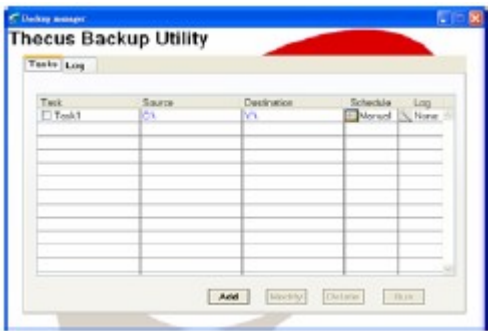 Backup manager
Thecus Backup Utility
Tasks Log
Task Source Destination Schedule Log
Task1 C:\ Y:\ Manual None
Add Modify Delete Run